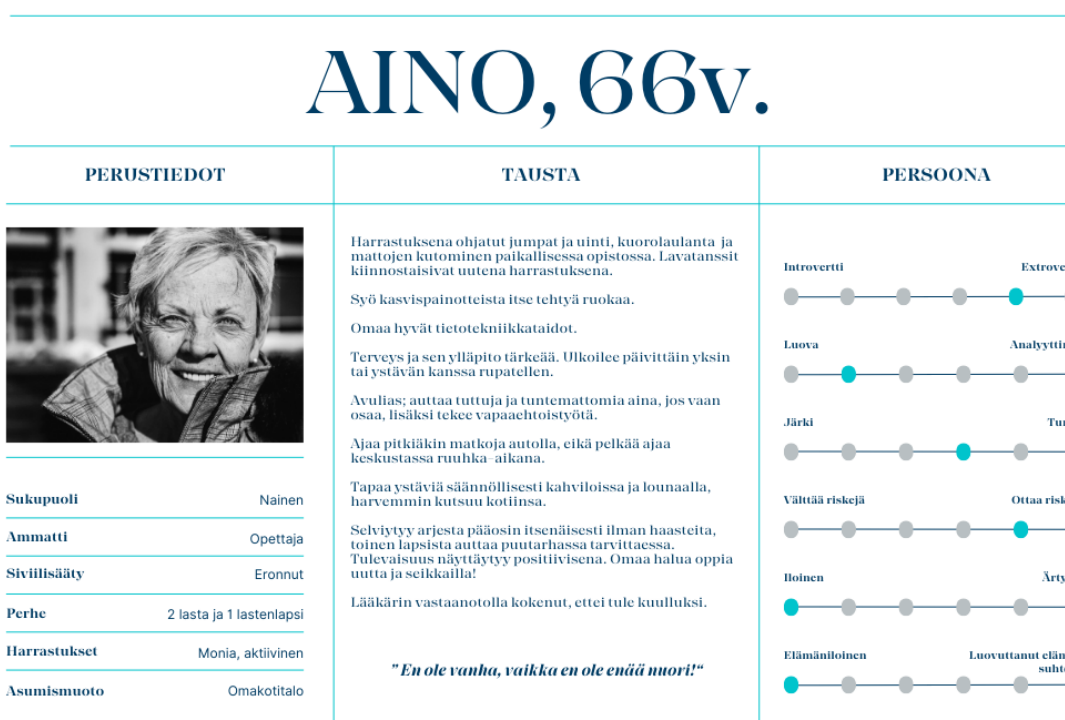 AINO, 66v.
PERUSTIEDOT
TAUSTA
PERSOONA
Sukupuoli Nainen
Ammatti Opettaja
Siviilisääty Eronnut
Perhe 2 lasta ja 1 lastenlapsi
Harrastukset Monia, aktiivinen
Asumismuoto Omakotitalo
Harrastuksena ohjatut jumpat ja uinti, kuorolaulanta ja
mattojen kutominen paikallisessa opistossa. Lavatanssit
kiinnostaisivat uutena harrastuksena.
Syö kasvispainotteista itse tehtyä ruokaa.
Omaa hyvät tietotekniikkataidot.
Terveys ja sen ylläpito tärkeää. Ulkoilee päivittäin yksin
tai ystävän kanssa rupatellen.
Avulias; auttaa tuttuja ja tuntemattomia aina, jos vaan
osaa, lisäksi tekee vapaaehtoistyötä.
Ajaa pitkiäkin matkoja autolla, eikä pelkää ajaa
keskustassa ruuhka-aikana.
Tapaa ystäviä säännöllisesti kahviloissa ja lounaalla,
harvemmin kutsuu kotiinsa.
Selviytyy arjesta pääosin itsenäisesti ilman haasteita,
toinen lapsista auttaa puutarhassa tarvittaessa.
Tulevaisuus näyttäytyy positiivisena. Omaa halua oppia
uutta ja seikkailla!
Lääkärin vastaanotolla kokenut, ettei tule kuulluksi.
"En ole vanha, vaikka en ole enää nuori!"
Introvertti
Luova
Järki
Välttää riskejä Ottaa
Iloinen
Elämäniloinen Luovuttanut